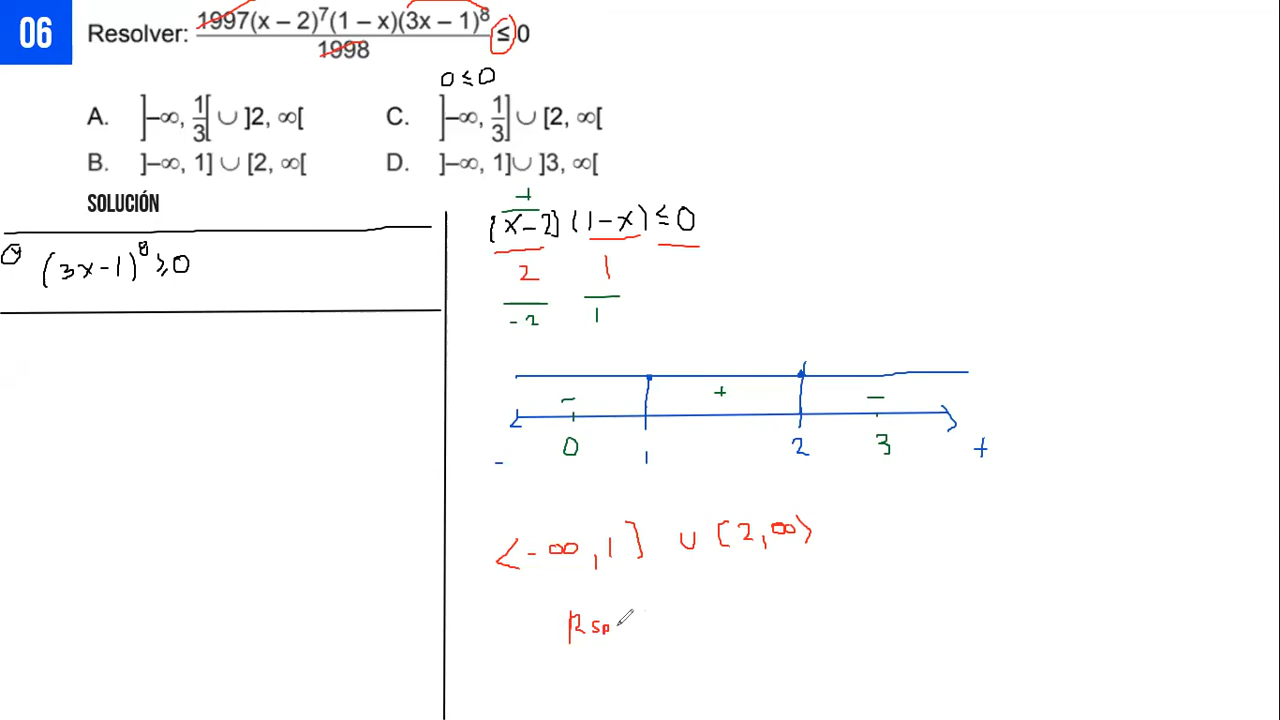 06
Resolver: 1997(x – 2)⁷(1 – x)(3x – 1)⁸ / 1998 ≤ 0
0 ≤ 0
A. ]–∞, 1/3[ ∪ ]2, ∞[
C. ]–∞, 1/3] ∪ [2, ∞[
B. ]–∞, 1] ∪ [2, ∞[
D. ]–∞, 1]∪ ]3, ∞[
SOLUCIÓN
(3x-1)⁸ ≥ 0
-1
[x-2] (1-x) ≤ 0
2 1
-2 1
- + -
0 1 2 3
- +
<-∞, 1] ∪ [2, ∞>
Rsp